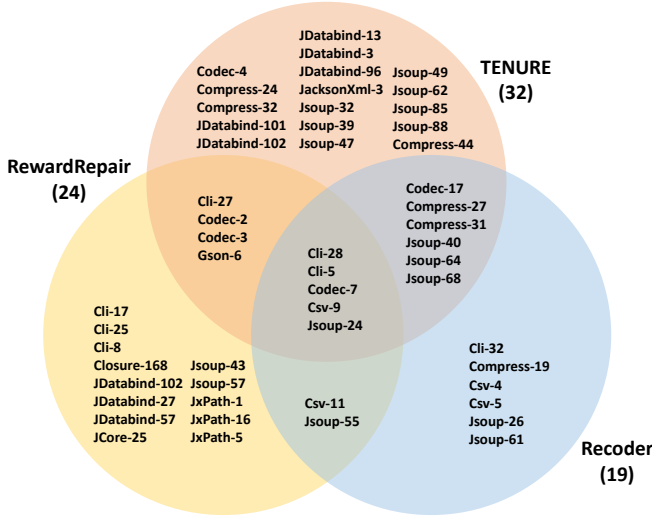 TENURE
(32)
Codec-4
Compress-24
Compress-32
JDatabind-101
JDatabind-102
JDatabind-13
JDatabind-3
JDatabind-96
JacksonXml-3
Jsoup-32
Jsoup-39
Jsoup-47
Jsoup-49
Jsoup-62
Jsoup-85
Jsoup-88
Compress-44
RewardRepair
(24)
Cli-27
Codec-2
Codec-3
Gson-6
Codec-17
Compress-27
Compress-31
Jsoup-40
Jsoup-64
Jsoup-68
Cli-28
Cli-5
Codec-7
Csv-9
Jsoup-24
Cli-17
Cli-25
Cli-8
Closure-168
JDatabind-102
JDatabind-27
JDatabind-57
JCore-25
Jsoup-43
Jsoup-57
JxPath-1
JxPath-16
JxPath-5
Csv-11
Jsoup-55
Cli-32
Compress-19
Csv-4
Csv-5
Jsoup-26
Jsoup-61
Recoder
(19)